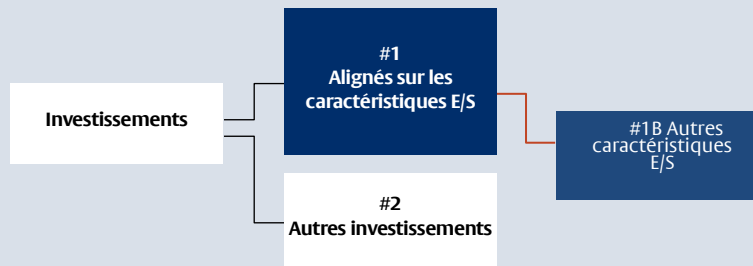 Investissements
#1
Alignés sur les
caractéristiques E/S
#2
Autres investissements
#1B Autres
caractéristiques
E/S